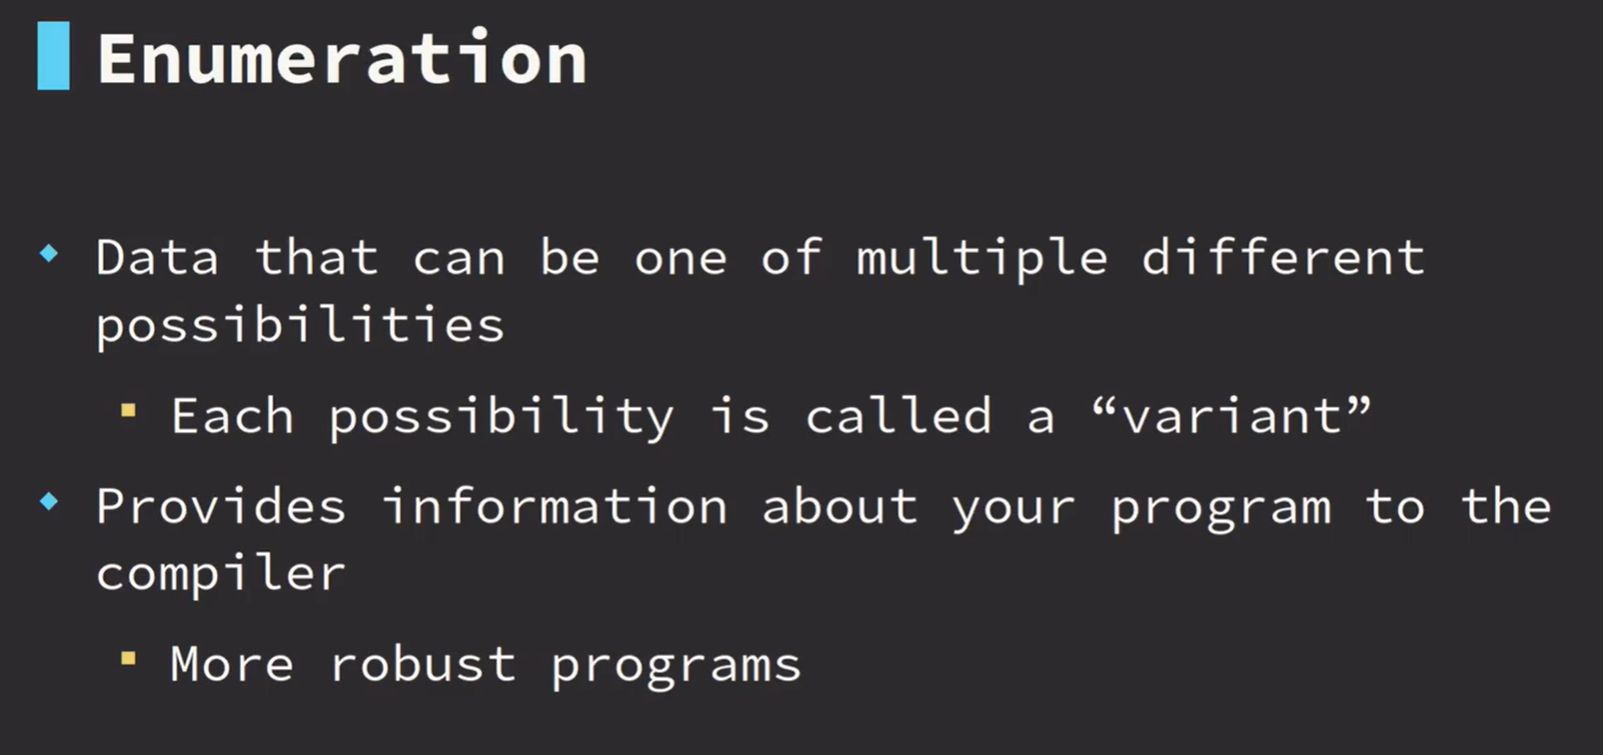 Enumeration
Data that can be one of multiple different
possibilities
Each possibility is called a “variant”
Provides information about your program to the
compiler
More robust programs